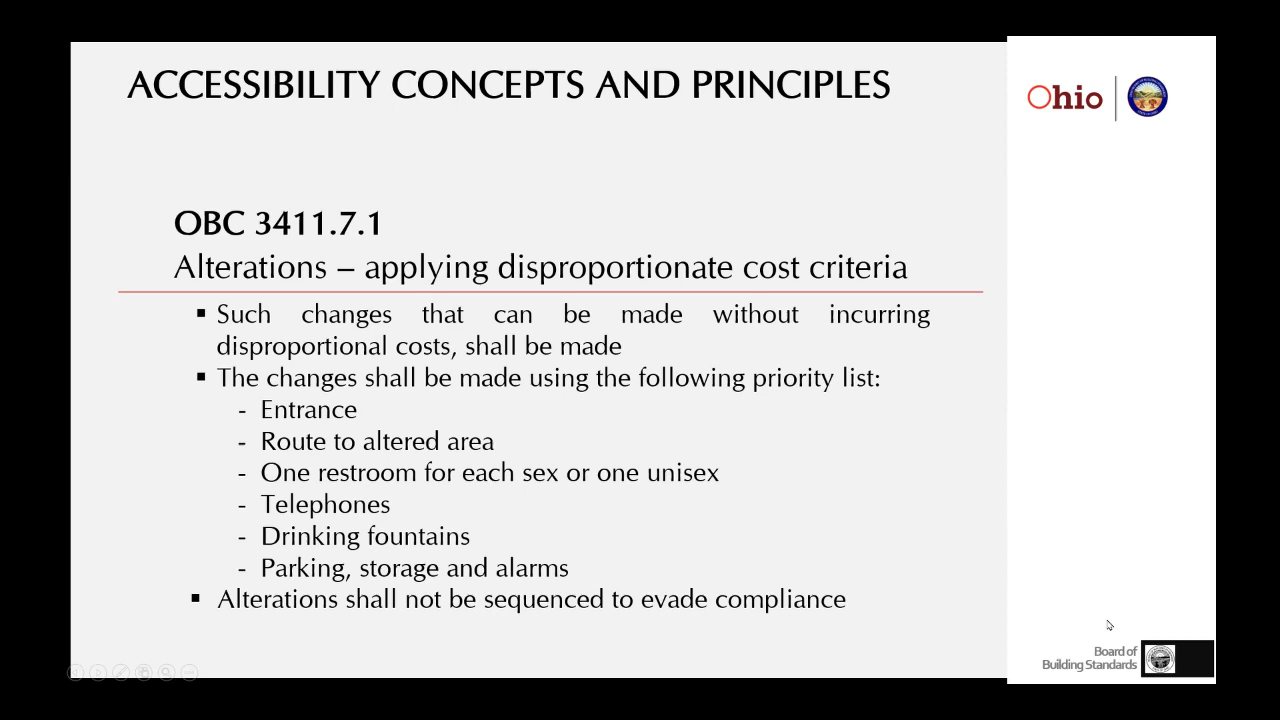 ACCESSIBILITY CONCEPTS AND PRINCIPLES
Ohio
OBC 3411.7.1
Alterations – applying disproportionate cost criteria
▪ Such changes that can be made without incurring
disproportional costs, shall be made
▪ The changes shall be made using the following priority list:
- Entrance
- Route to altered area
- One restroom for each sex or one unisex
- Telephones
- Drinking fountains
- Parking, storage and alarms
▪ Alterations shall not be sequenced to evade compliance
Board of
Building Standards